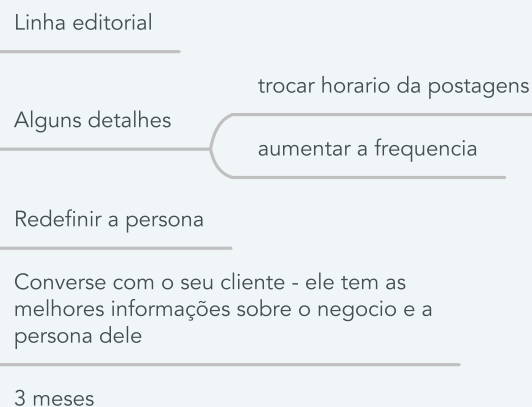 Linha editorial
trocar horario da postagens
Alguns detalhes
aumentar a frequencia
Redefinir a persona
Converse com o seu cliente - ele tem as
melhores informações sobre o negocio e a
persona dele
3 meses